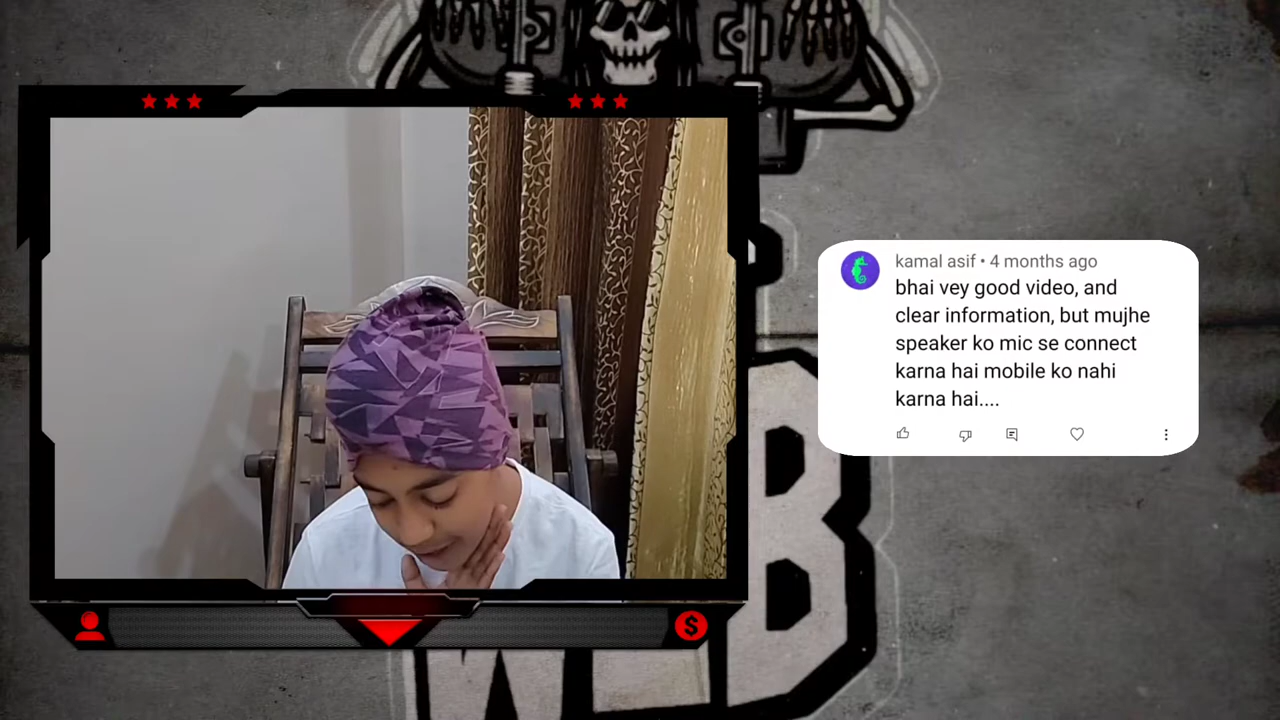 kamal asif • 4 months ago
bhai vey good video, and
clear information, but mujhe
speaker ko mic se connect
karna hai mobile ko nahi
karna hai....
$